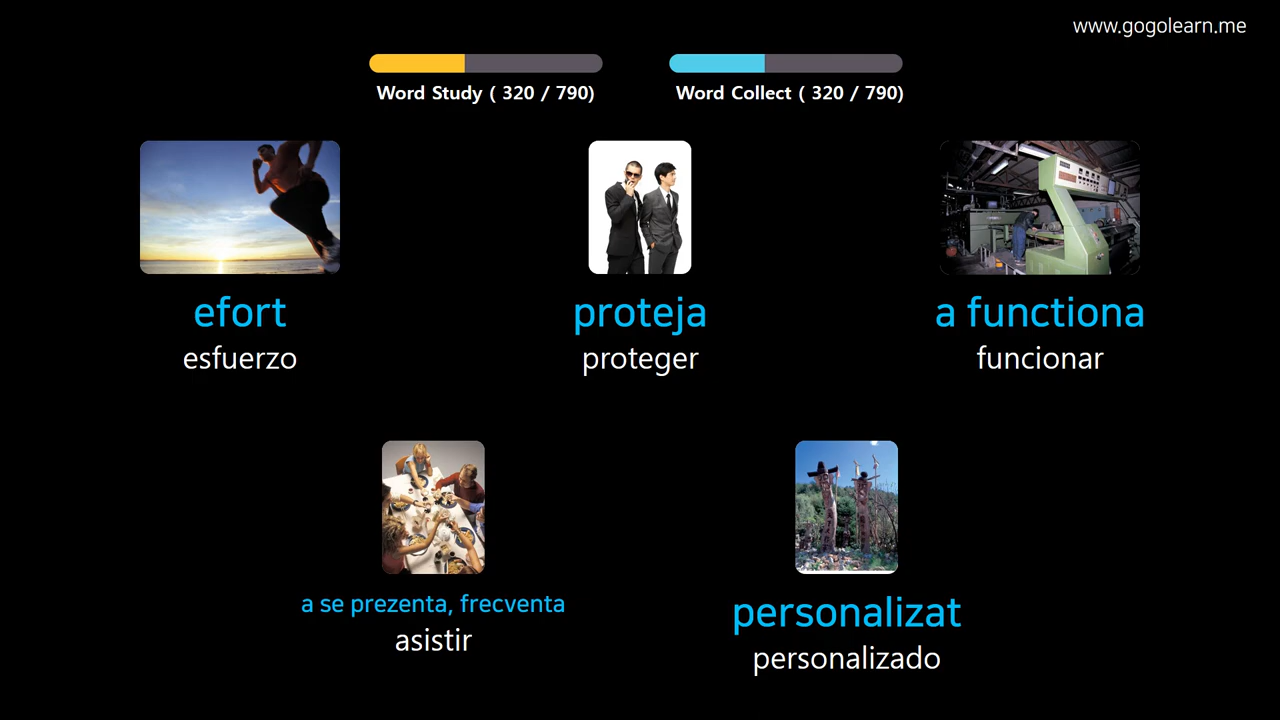 www.gogolearn.me
Word Study ( 320 / 790)
Word Collect ( 320 / 790)
efort
esfuerzo
proteja
proteger
a functiona
funcionar
a se prezenta, frecventa
asistir
personalizat
personalizado